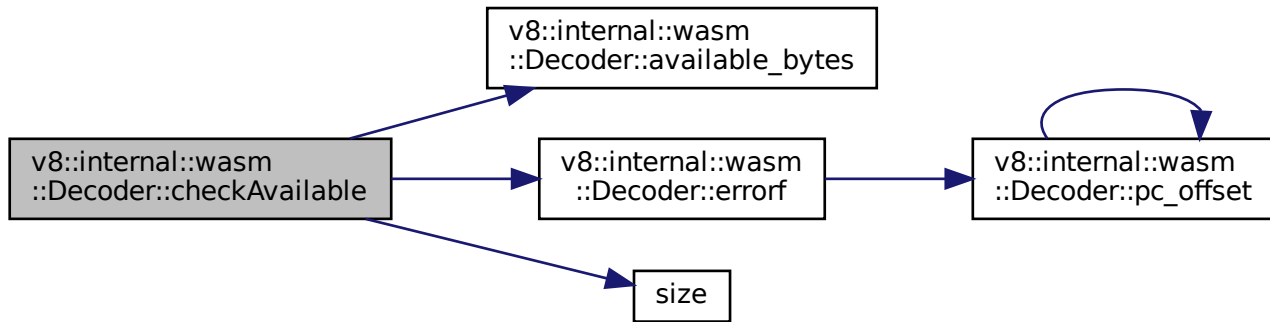 v8::internal::wasm
::Decoder::available_bytes
v8::internal::wasm
::Decoder::checkAvailable
v8::internal::wasm
::Decoder::errorf
v8::internal::wasm
::Decoder::pc_offset
size